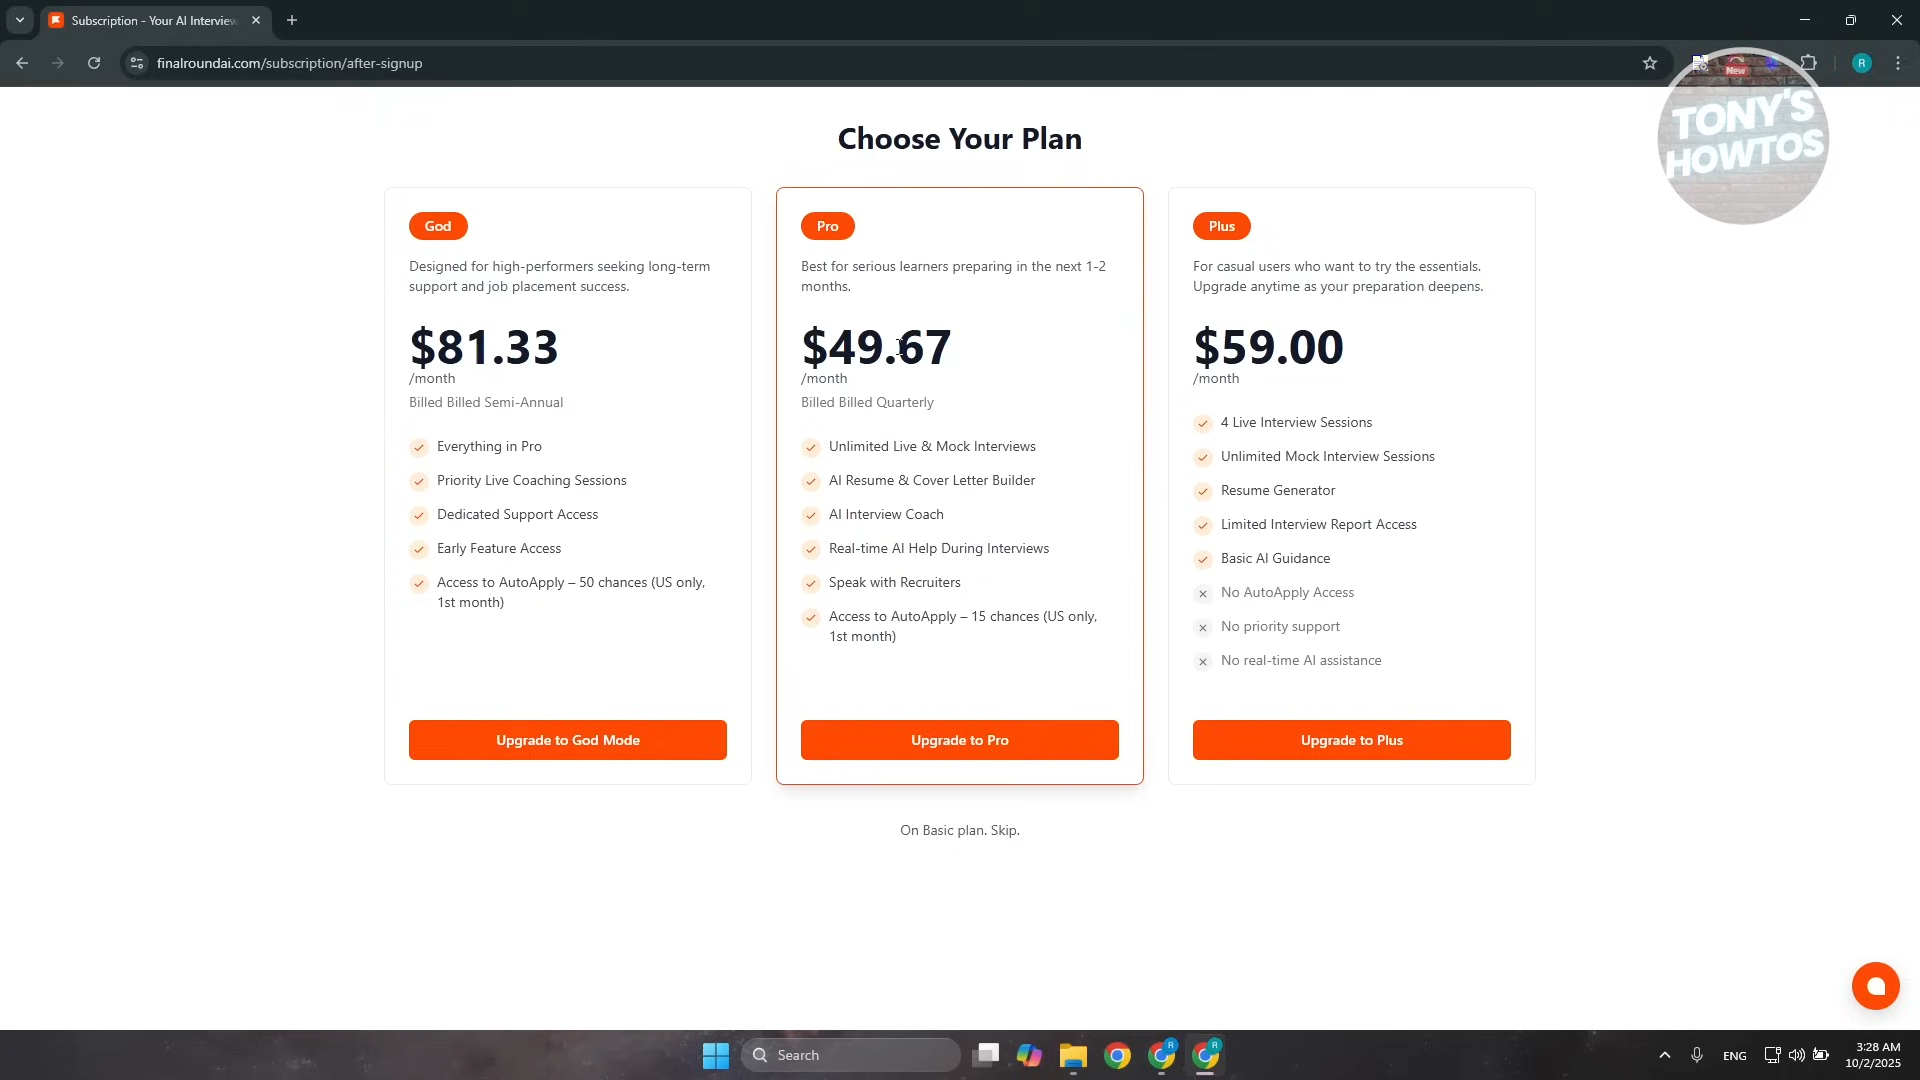 Subscription - Your AI Interview
finalroundai.com/subscription/after-signup
R
New
TONY'S
HOWTOS
Choose Your Plan
God
Designed for high-performers seeking long-term
support and job placement success.
$81.33
/month
Billed Billed Semi-Annual
Everything in Pro
Priority Live Coaching Sessions
Dedicated Support Access
Early Feature Access
Access to AutoApply – 50 chances (US only,
1st month)
Upgrade to God Mode
Pro
Best for serious learners preparing in the next 1-2
months.
$49.67
/month
Billed Billed Quarterly
Unlimited Live & Mock Interviews
AI Resume & Cover Letter Builder
AI Interview Coach
Real-time AI Help During Interviews
Speak with Recruiters
Access to AutoApply – 15 chances (US only,
1st month)
Upgrade to Pro
Plus
For casual users who want to try the essentials.
Upgrade anytime as your preparation deepens.
$59.00
/month
4 Live Interview Sessions
Unlimited Mock Interview Sessions
Resume Generator
Limited Interview Report Access
Basic AI Guidance
No AutoApply Access
No priority support
No real-time AI assistance
Upgrade to Plus
On Basic plan. Skip.
Search
R
R
ENG
3:28 AM
10/2/2025